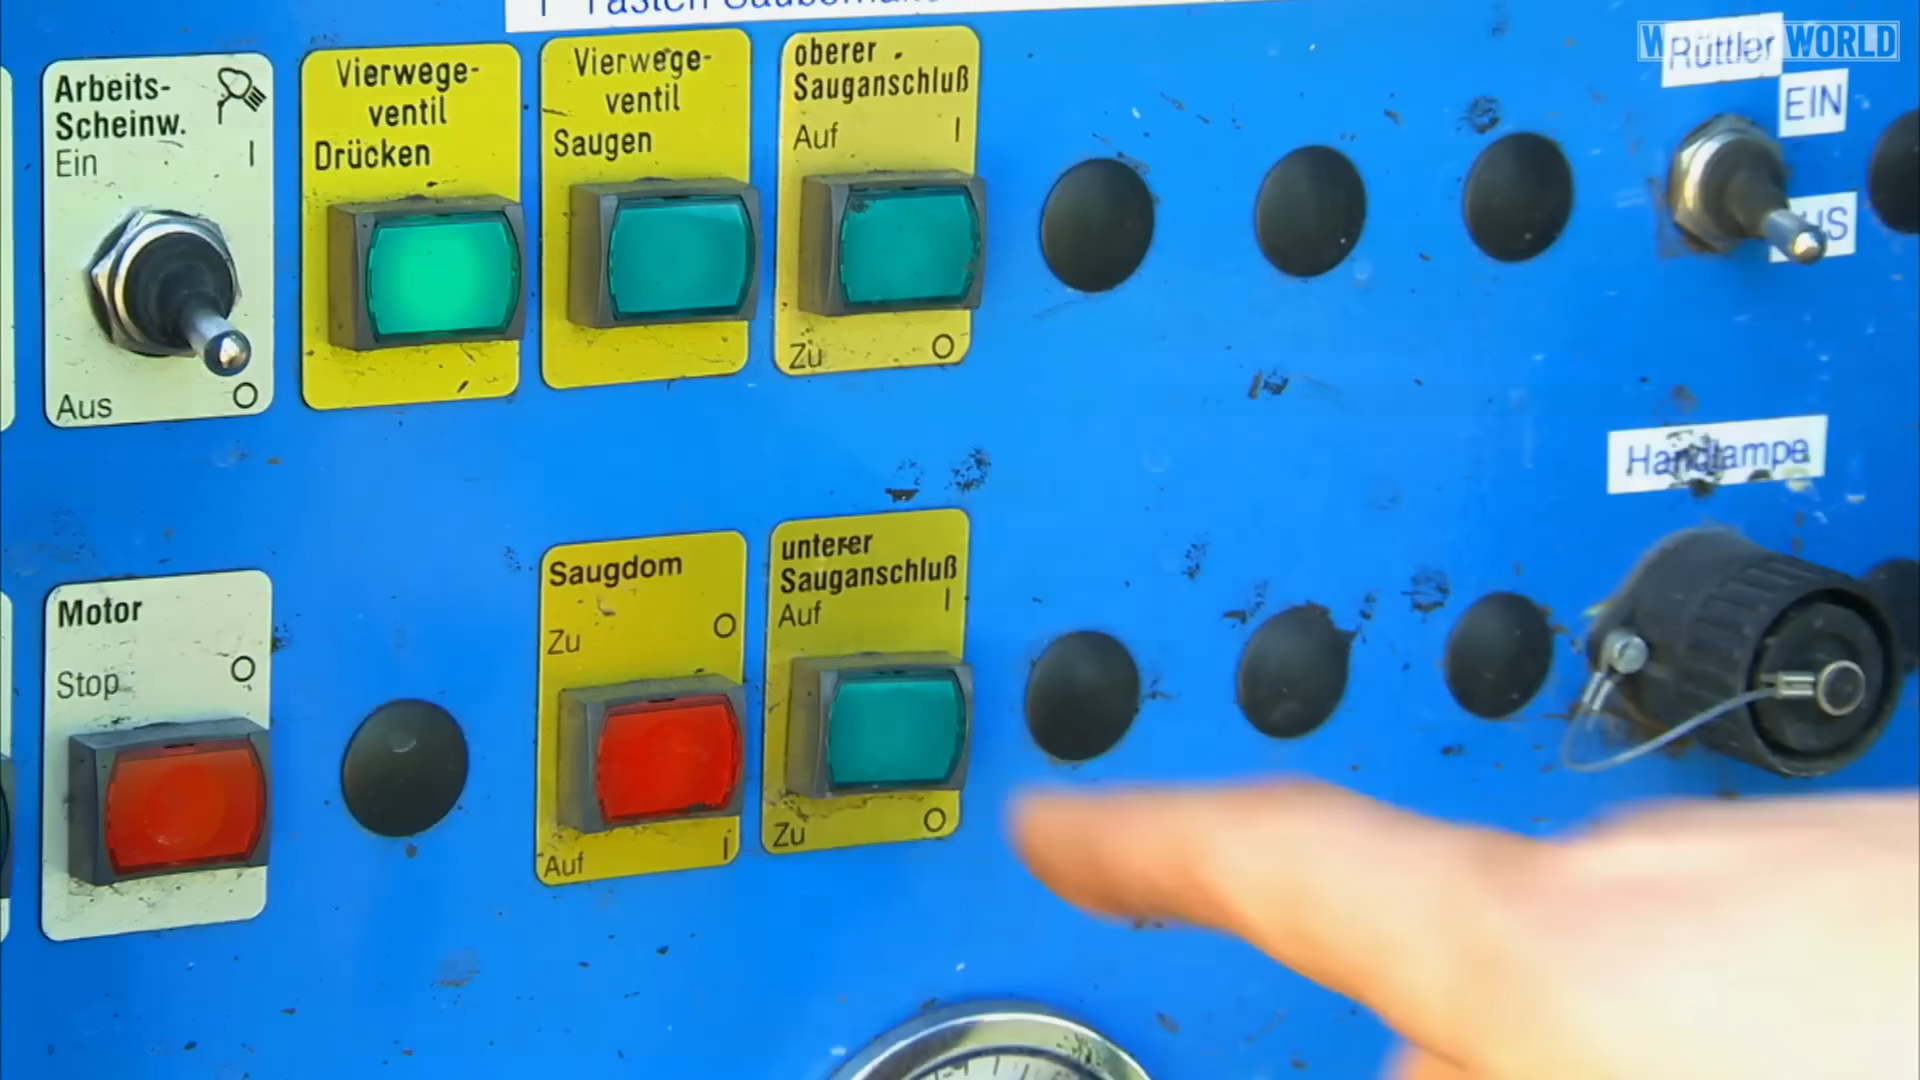 Tasten
WORLD
Rüttler
EIN
Arbeits-
Scheinw.
Ein
I
Aus
O
Vierwege-
ventil
Drücken
Vierwege-
ventil
Saugen
oberer
Sauganschluß
Auf I
Zu O
Handlampe
Motor
Stop O
Saugdom
Zu O
Auf I
unterer
Sauganschluß
Auf I
Zu O